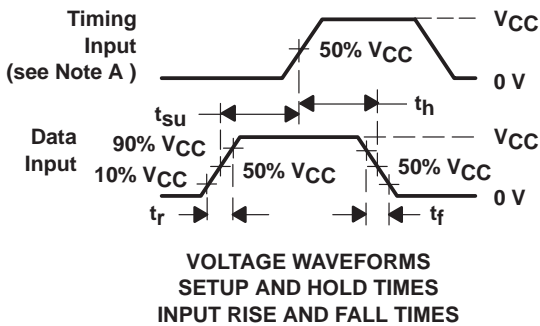 Timing
Input
(see Note A )
VCC
50% VCC
0 V
tsu
th
Data
Input
90% VCC
VCC
10% VCC
50% VCC
50% VCC
0 V
tr
tf
VOLTAGE WAVEFORMS
SETUP AND HOLD TIMES
INPUT RISE AND FALL TIMES